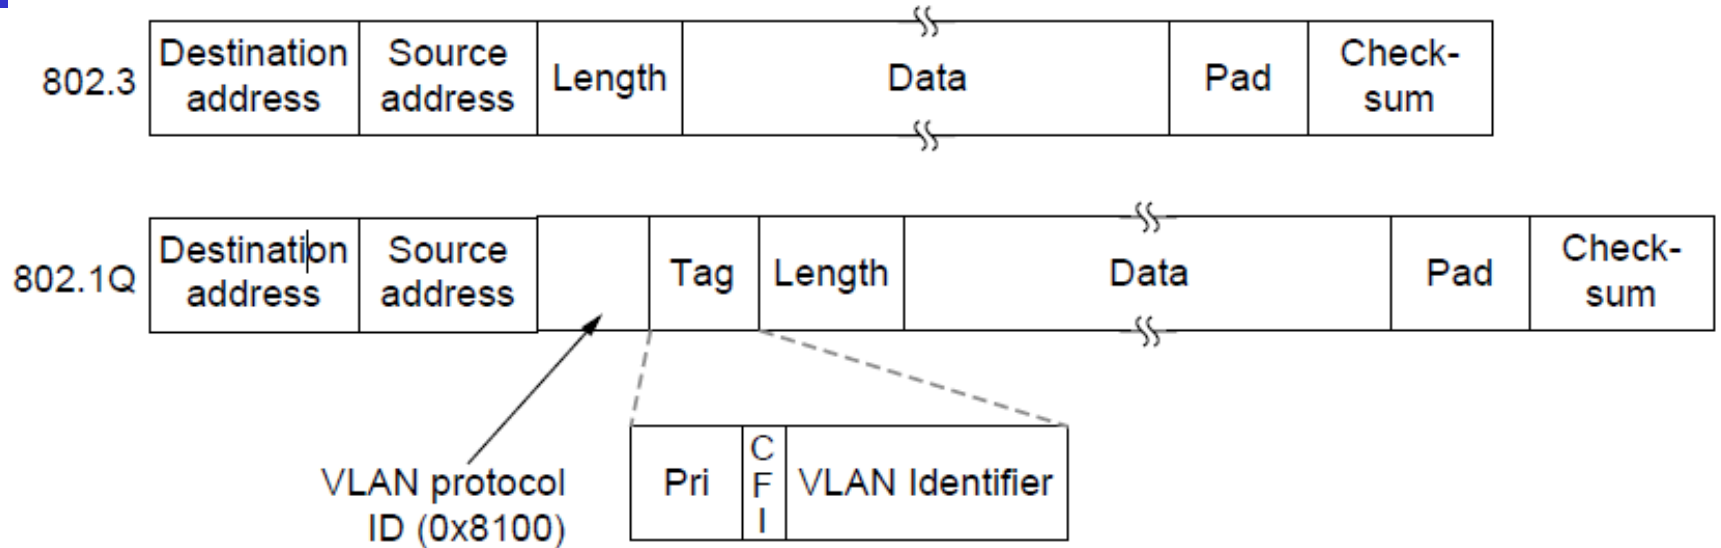 802.3
Destination
address
Source
address
Length
Data
Pad
Check-
sum
802.1Q
Destination
address
Source
address
Tag
Length
Data
Pad
Check-
sum
VLAN protocol
ID (0x8100)
Pri
C
F
I
VLAN Identifier